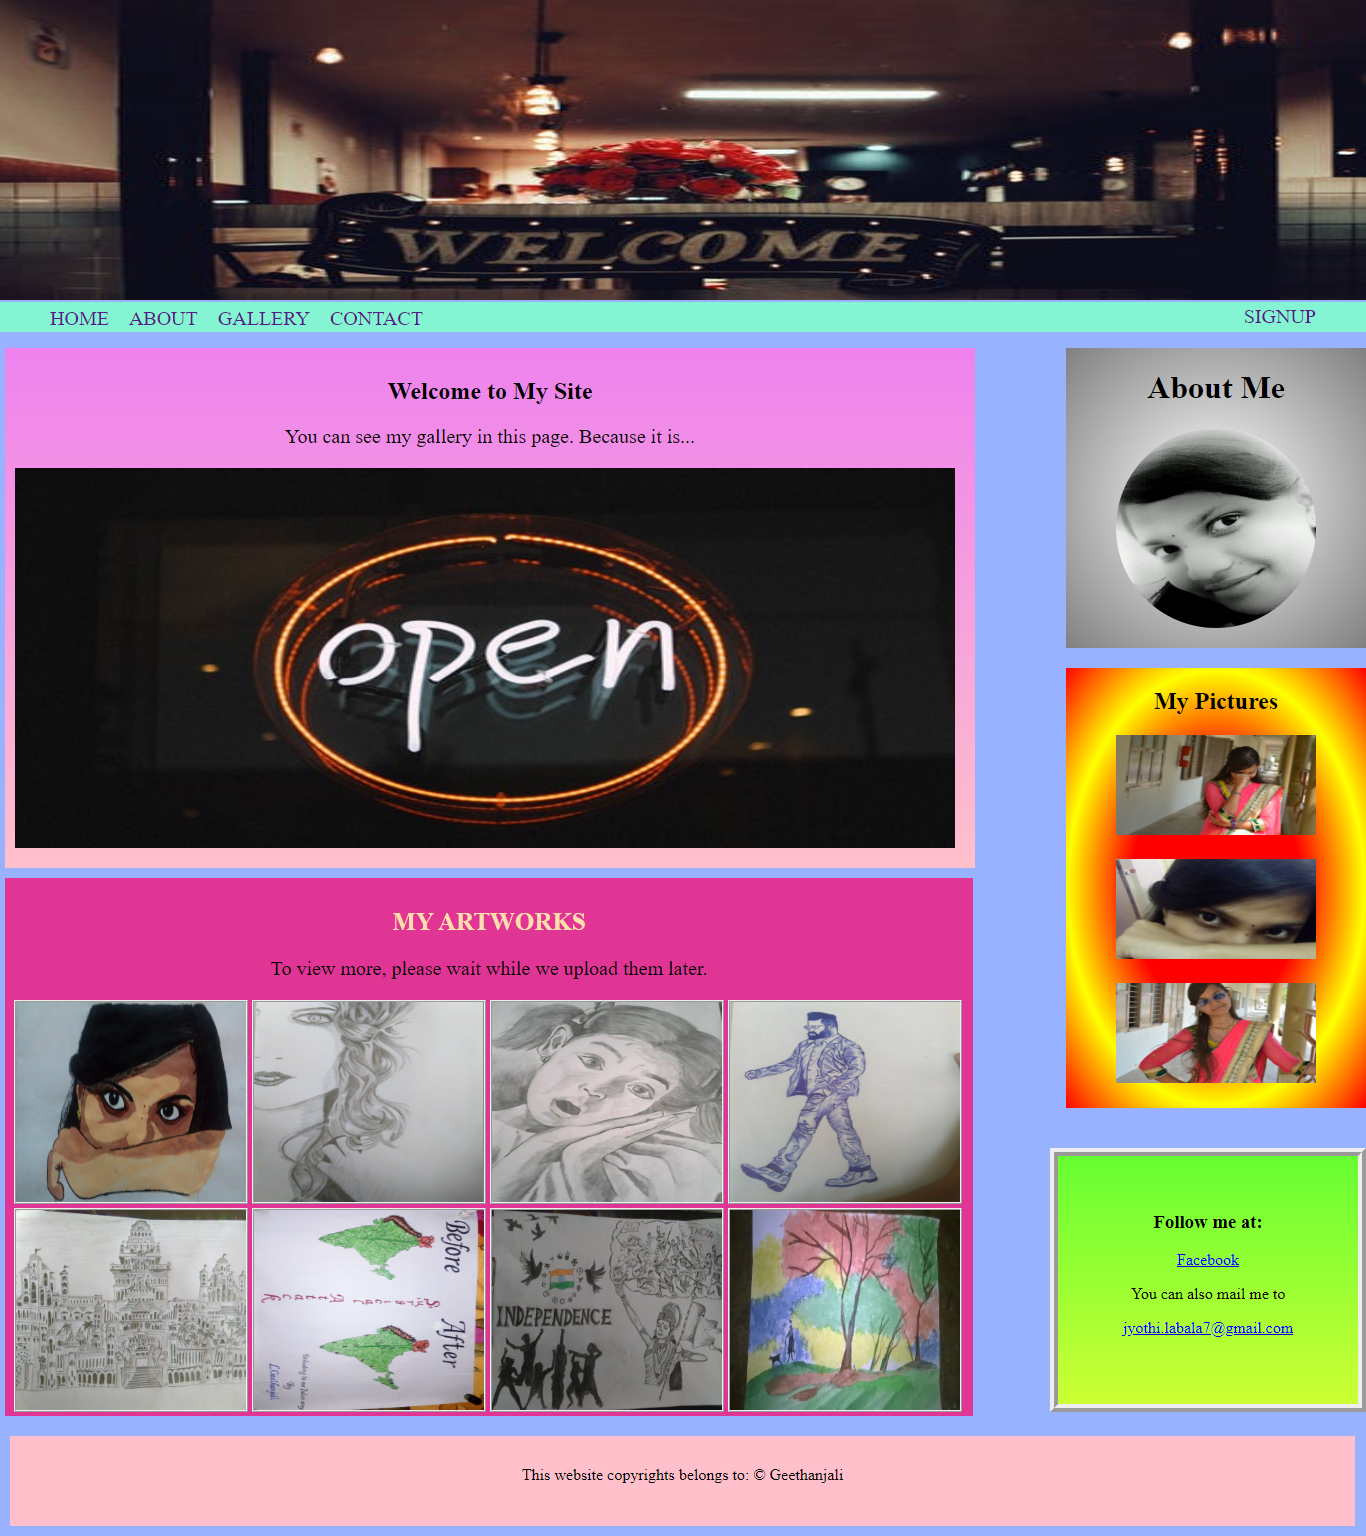 WELCOME
HOME ABOUT GALLERY CONTACT SIGNUP
Welcome to My Site
You can see my gallery in this page. Because it is...
open
About Me
My Pictures
MY ARTWORKS
To view more, please wait while we upload them later.
Before
After
By
INDEPENDENCE
Follow me at:
Facebook
You can also mail me to
jyothi.labala7@gmail.com
This website copyrights belongs to: © Geethanjali